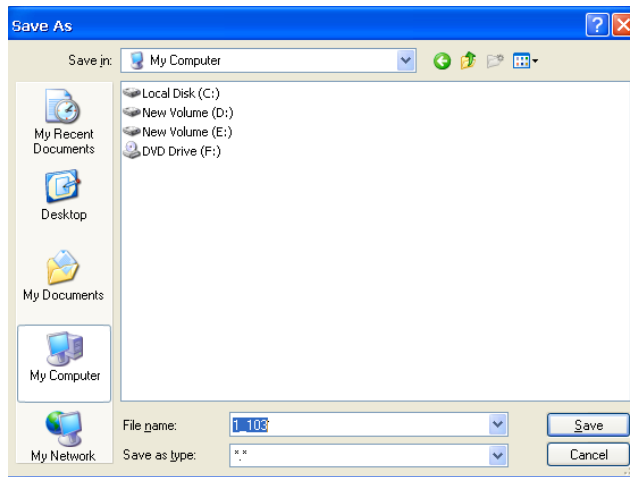 Save As
Save in: My Computer
Local Disk (C:)
New Volume (D:)
New Volume (E:)
DVD Drive (F:)
My Recent
Documents
Desktop
My Documents
My Computer
My Network
File name: 1_103
Save as type: *.*
Save
Cancel